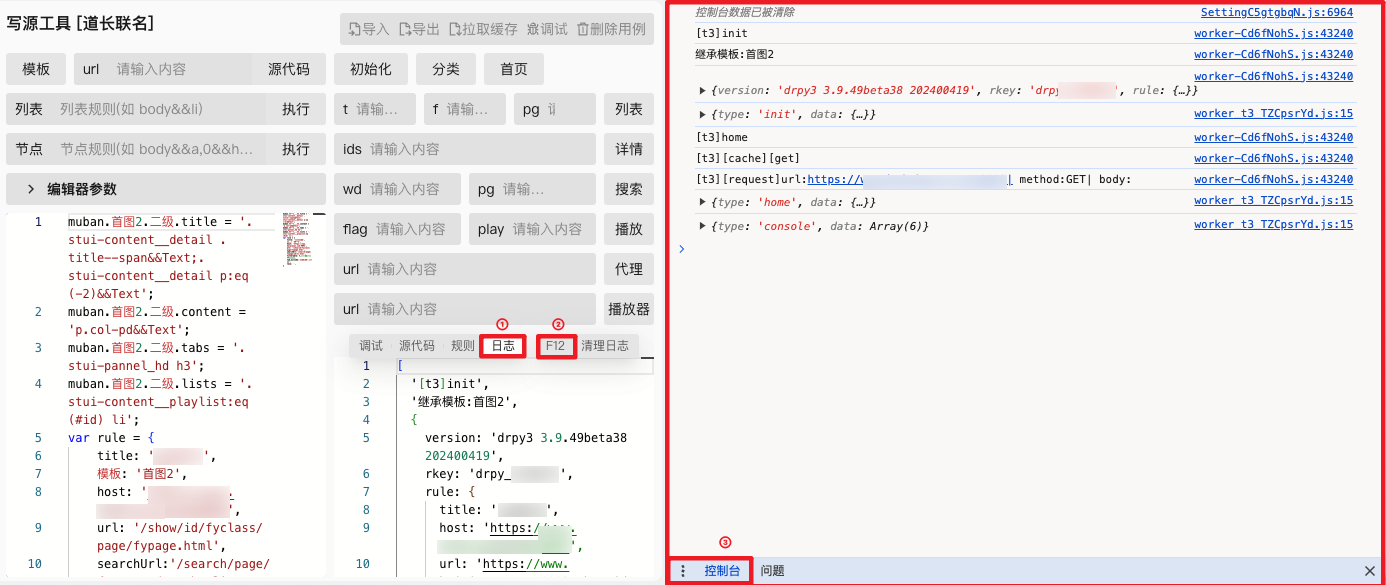 写源工具 [道长联名]
导入 导出 拉取缓存 调试 删除用例
模板 url 请输入内容 源代码
列表 列表规则(如 body&&li) 执行
节点 节点规则(如 body&&a,0&&h... 执行
编辑器参数
1 muban.首图2.二级.title = '.
stui-content__detail .
title--span&&Text;.
stui-content__detail p:eq
(-2)&&Text';
2 muban.首图2.二级.content =
'p.col-pd&&Text';
3 muban.首图2.二级.tabs = '.
stui-pannel_hd h3';
4 muban.首图2.二级.lists = '.
stui-content__playlist:eq
(#id) li';
5 var rule = {
6 title: '',
7 模板: '首图2',
8 host: '
',
9 url: '/show/id/fyclass/
page/fypage.html',
10 searchUrl:'/search/page/
初始化 分类 首页
t 请输... f 请输... pg 列表
ids 请输入内容 详情
wd 请输入内容 pg 请输... 搜索
flag 请输入内容 play 请输入内容 播放
url 请输入内容 代理
url 请输入内容 播放器
① ②
调试 源代码 规则 日志 F12 清理日志
1 [
2 '[t3]init',
3 '继承模板:首图2',
4 {
5 version: 'drpy3 3.9.49beta38
202400419',
6 rkey: 'drpy_',
7 rule: {
8 title: '',
9 host: 'https://www.
',
10 url: 'https://www.
控制台数据已被清除 SettingC5gtgbqN.js:6964
[t3]init worker-Cd6fNohS.js:43240
继承模板:首图2 worker-Cd6fNohS.js:43240
worker-Cd6fNohS.js:43240
{version: 'drpy3 3.9.49beta38 202400419', rkey: 'drpy', rule: {…}}
{type: 'init', data: {…}} worker t3 TZCpsrYd.js:15
[t3]home worker-Cd6fNohS.js:43240
[t3][cache][get] worker-Cd6fNohS.js:43240
[t3][request]url:https://w| method:GET| body: worker-Cd6fNohS.js:43240
{type: 'home', data: {…}} worker t3 TZCpsrYd.js:15
{type: 'console', data: Array(6)} worker t3 TZCpsrYd.js:15
③
控制台 问题